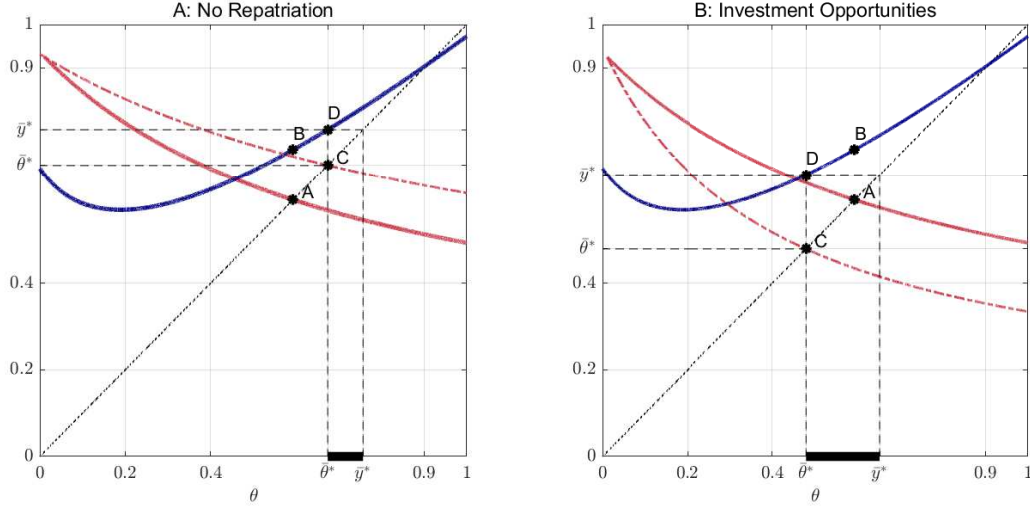 A: No Repatriation
1
0.9
D
B
ȳ*
C
θ̄*
A
0.4
0.2
0
0
0.2
0.4
θ̄*
ȳ*
0.9
1
θ
B: Investment Opportunities
1
0.9
B
D
ȳ*
A
C
θ̄*
0.4
0.2
0
0
0.2
0.4
θ̄*
ȳ*
0.9
1
θ